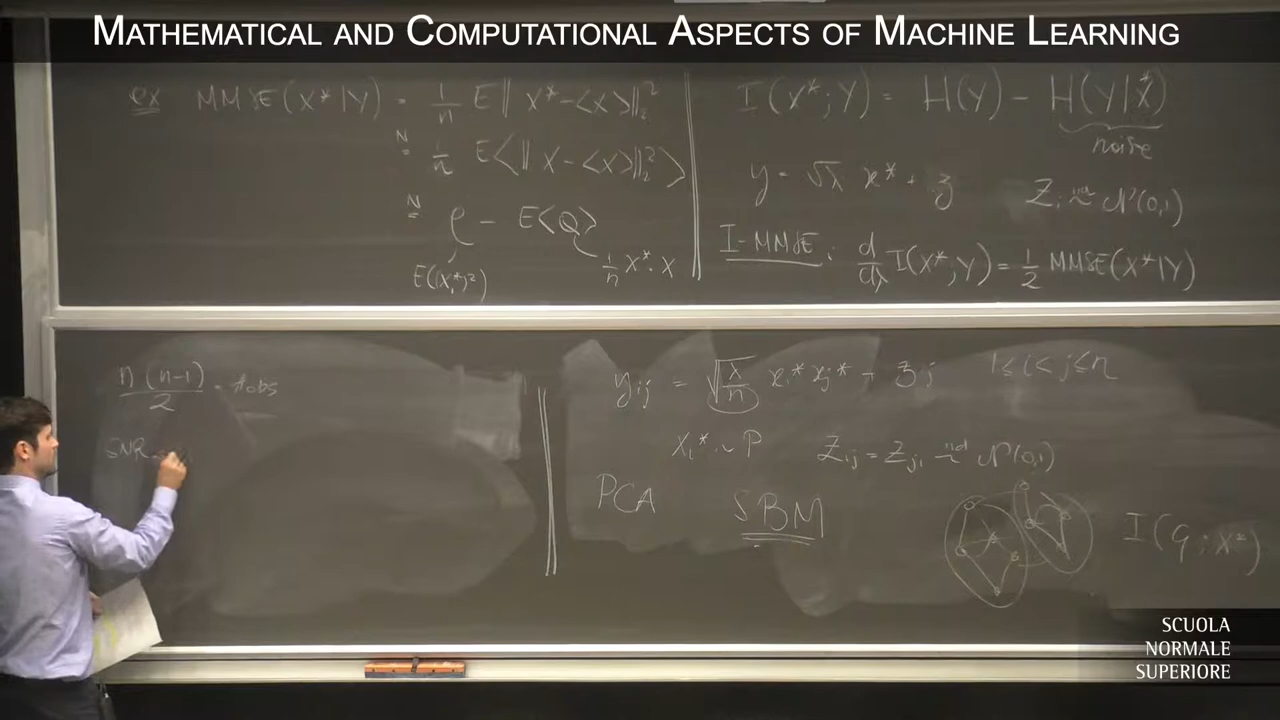 MATHEMATICAL AND COMPUTATIONAL ASPECTS OF MACHINE LEARNING
ex MMSE(X*|Y) = 1/n E‖X* - <X>‖₂²
N = 1/n E<‖X - <X>‖₂²>
N = ρ - E<Q>
E((X₁*)²) 1/n X*·X
I(X*;Y) = H(Y) - H(Y|X*)
noise
y = √λ x* + z Zᵢ iid~ N(0,1)
I-MMSE: d/dλ I(X*;Y) = 1/2 MMSE(X*|Y)
n(n-1)/2 = #obs
SNR
yij = √(λ/n) xi* xj* + zij 1≤i<j≤n
Xi* ~ P Zij = Zji iid~ N(0,1)
PCA SBM
I(G;X*)
SCUOLA
NORMALE
SUPERIORE